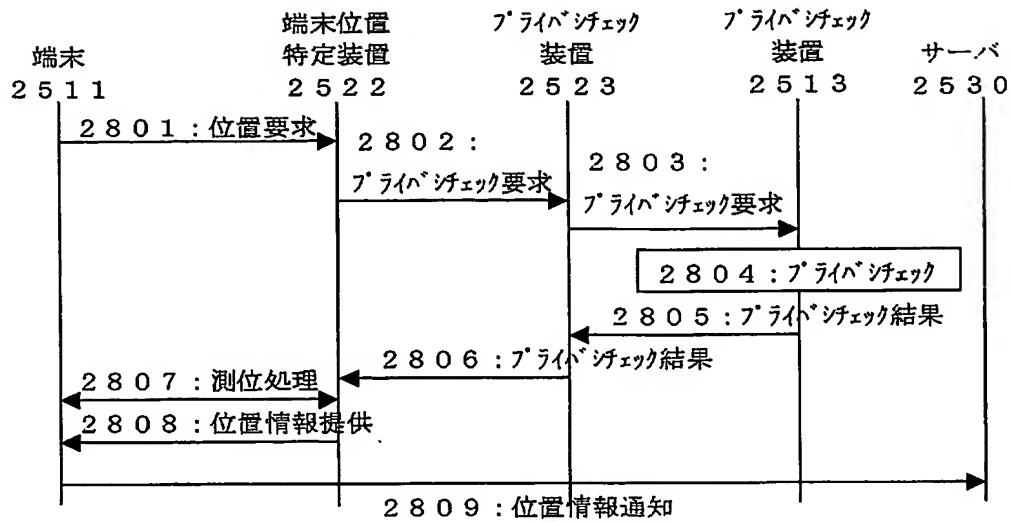 端末
2511
端末位置
特定装置
2522
プライバシチェック
装置
2523
プライバシチェック
装置
2513
サーバ
2530
2801:位置要求
2802:
プライバシチェック要求
2803:
プライバシチェック要求
2804:プライバシチェック
2805:プライバシチェック結果
2806:プライバシチェック結果
2807:測位処理
2808:位置情報提供
2809:位置情報通知